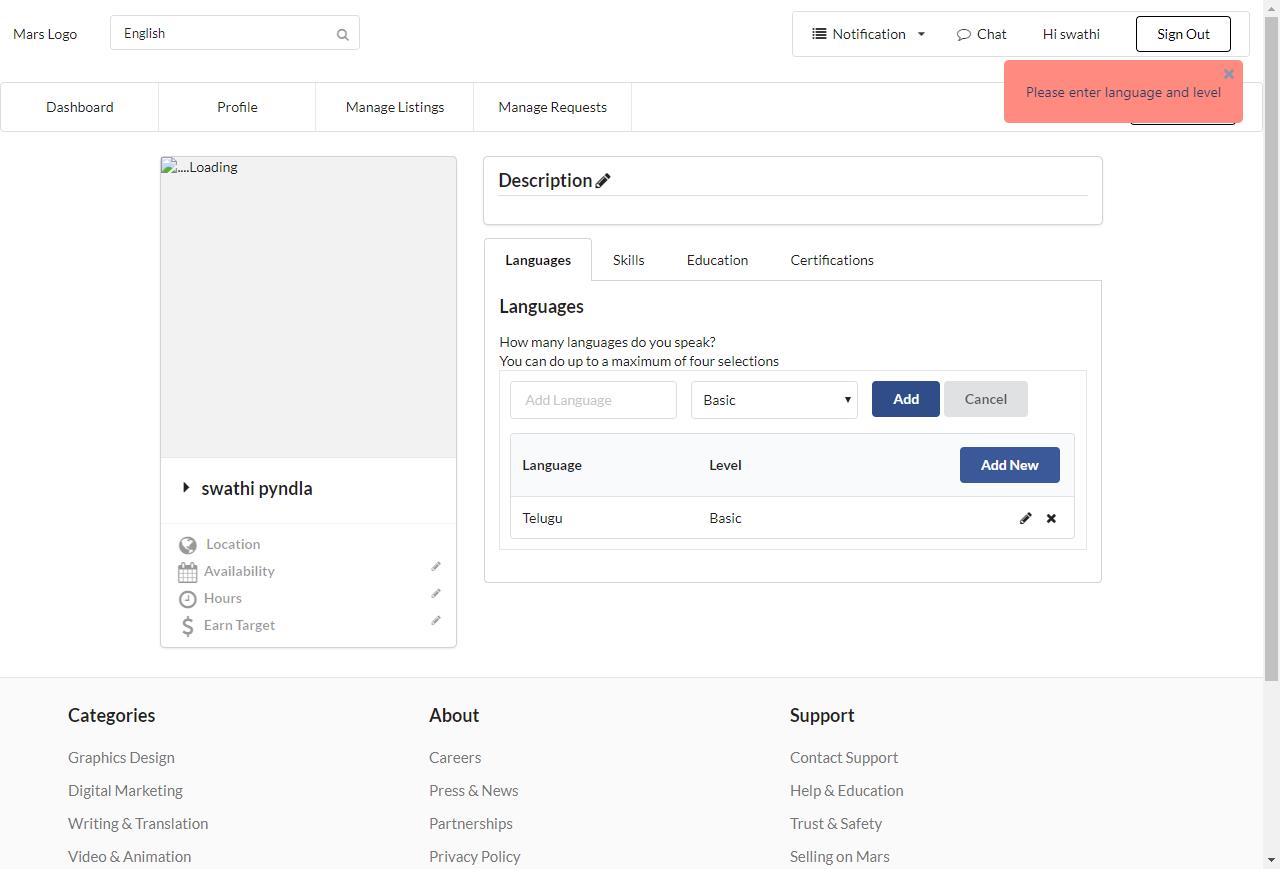 Mars Logo
English
Notification
Chat
Hi swathi
Sign Out
Please enter language and level
Dashboard
Profile
Manage Listings
Manage Requests
....Loading
Description
Languages
Skills
Education
Certifications
Languages
How many languages do you speak?
You can do up to a maximum of four selections
Add Language
Basic
Add
Cancel
Language
Level
Add New
Telugu
Basic
swathi pyndla
Location
Availability
Hours
Earn Target
Categories
Graphics Design
Digital Marketing
Writing & Translation
Video & Animation
About
Careers
Press & News
Partnerships
Privacy Policy
Support
Contact Support
Help & Education
Trust & Safety
Selling on Mars